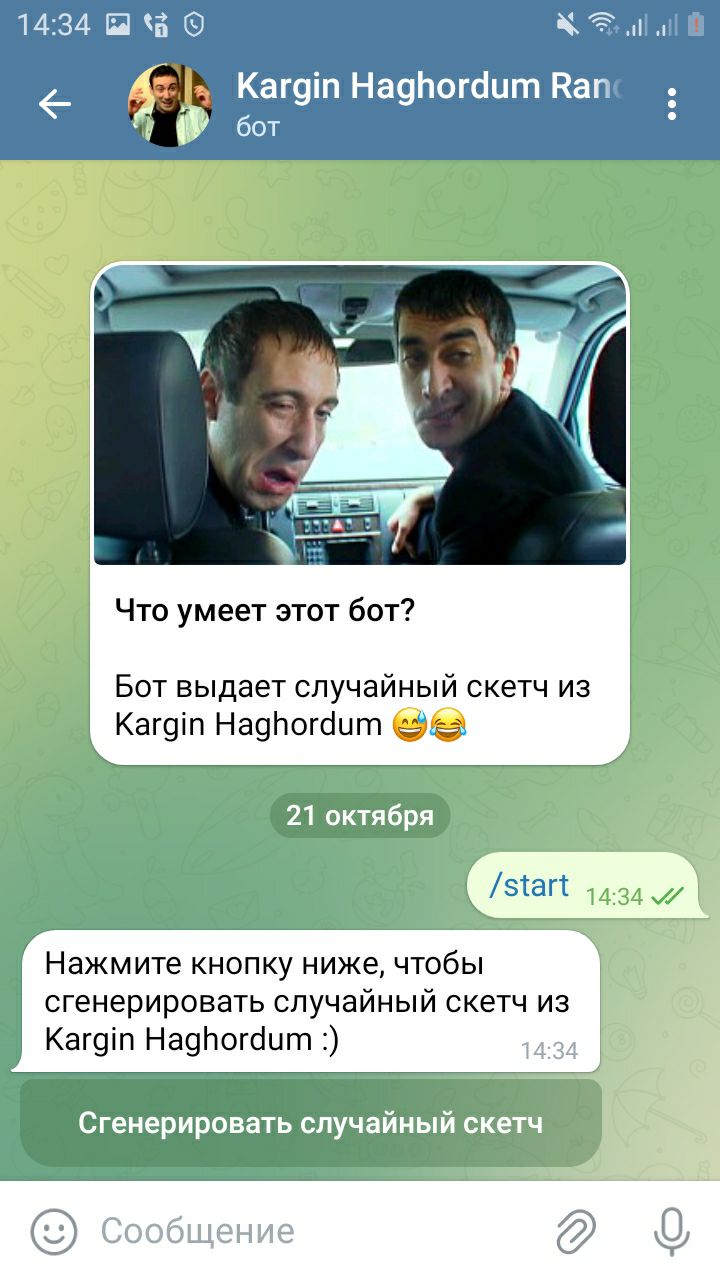 14:34
Kargin Haghordum Ran
бот
Что умеет этот бот?
Бот выдает случайный скетч из
Kargin Haghordum 😅😂
21 октября
/start 14:34
Нажмите кнопку ниже, чтобы
сгенерировать случайный скетч из
Kargin Haghordum :)
14:34
Сгенерировать случайный скетч
Сообщение